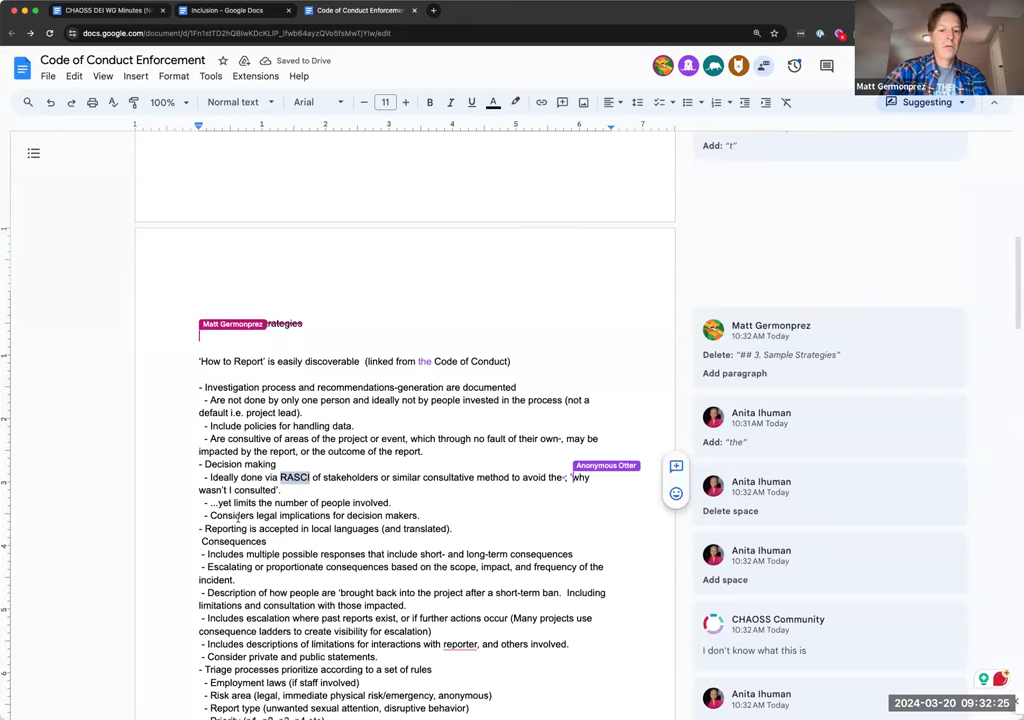 CHAOSS DEI WG Minutes (N
Inclusion - Google Docs
Code of Conduct Enforcement
docs.google.com/document/d/1Fn1stTD2hQBIwKDcKLIP_lfwb64ayzQVo5fsMwTjYlw/edit
Code of Conduct Enforcement
Saved to Drive
File Edit View Insert Format Tools Extensions Help
100% Normal text Arial 11
Suggesting
Matt Germonprez
1 1 2 3 4 5 6 7
Add: "t"
Matt Germonprez rategies
'How to Report' is easily discoverable (linked from the Code of Conduct)
- Investigation process and recommendations-generation are documented
- Are not done by only one person and ideally not by people invested in the process (not a
default i.e. project lead).
- Include policies for handling data.
- Are consultive of areas of the project or event, which through no fault of their own-, may be
impacted by the report, or the outcome of the report.
- Decision making
Anonymous Otter
- Ideally done via RASCI of stakeholders or similar consultative method to avoid the-; 'why
wasn't I consulted'.
- ...yet limits the number of people involved.
- Considers legal implications for decision makers.
- Reporting is accepted in local languages (and translated).
Consequences
- Includes multiple possible responses that include short- and long-term consequences
- Escalating or proportionate consequences based on the scope, impact, and frequency of the
incident.
- Description of how people are 'brought back into the project after a short-term ban. Including
limitations and consultation with those impacted.
- Includes escalation where past reports exist, or if further actions occur (Many projects use
consequence ladders to create visibility for escalation)
- Includes descriptions of limitations for interactions with reporter, and others involved.
- Consider private and public statements.
- Triage processes prioritize according to a set of rules
- Employment laws (if staff involved)
- Risk area (legal, immediate physical risk/emergency, anonymous)
- Report type (unwanted sexual attention, disruptive behavior)
Matt Germonprez
10:32 AM Today
Delete: "## 3. Sample Strategies"
Add paragraph
Anita Ihuman
10:31 AM Today
Add: "the"
Anita Ihuman
10:32 AM Today
Delete space
Anita Ihuman
10:32 AM Today
Add space
CHAOSS Community
10:32 AM Today
I don't know what this is
Anita Ihuman
10:32 AM Today
2024-03-20 09:32:25